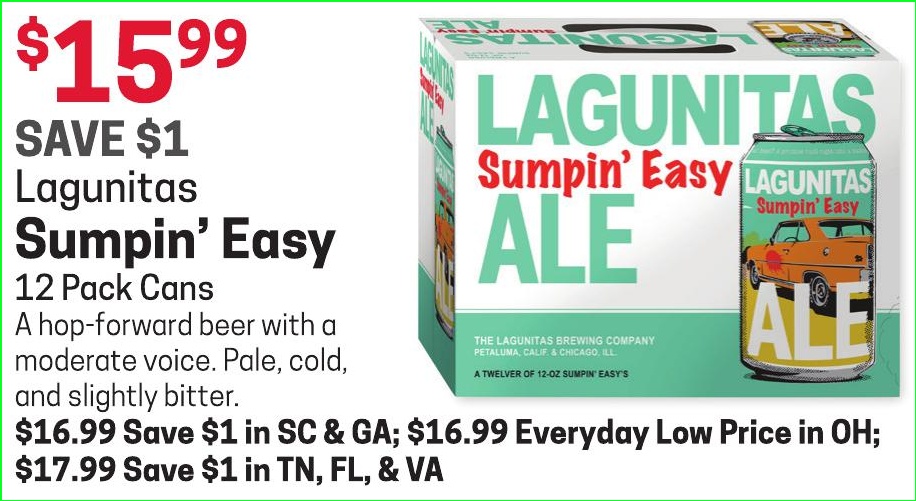 $15.99
SAVE $1
Lagunitas
Sumpin' Easy
12 Pack Cans
A hop-forward beer with a
moderate voice. Pale, cold,
and slightly bitter.
$16.99 Save $1 in SC & GA; $16.99 Everyday Low Price in OH;
$17.99 Save $1 in TN, FL, & VA
LAGUNITAS
ALE
LAGUNITAS
Sumpin' Easy
ALE
LAGUNITAS
Sumpin' Easy
ALE
THE LAGUNITAS BREWING COMPANY
PETALUMA, CALIF. & CHICAGO, ILL.
A TWELVER OF 12-OZ SUMPIN' EASY'S